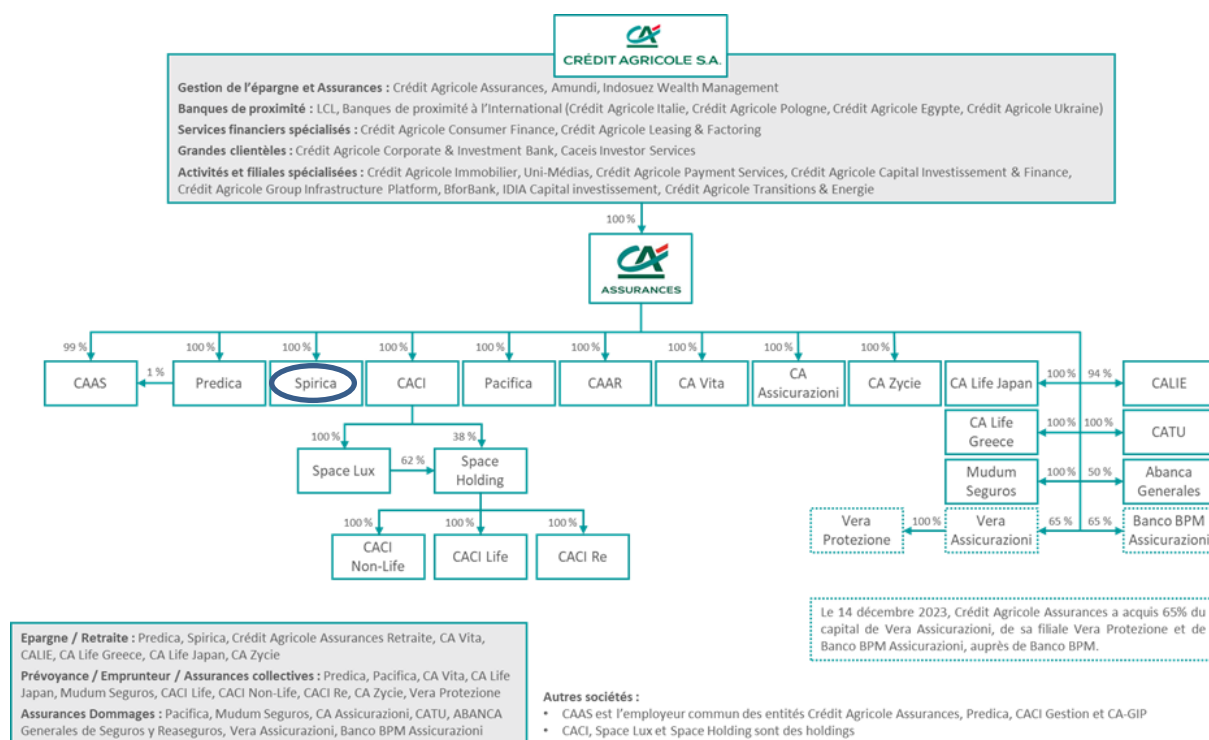 CRÉDIT AGRICOLE S.A.
Gestion de l'épargne et Assurances : Crédit Agricole Assurances, Amundi, Indosuez Wealth Management
Banques de proximité : LCL, Banques de proximité à l'International (Crédit Agricole Italie, Crédit Agricole Pologne, Crédit Agricole Egypte, Crédit Agricole Ukraine)
Services financiers spécialisés : Crédit Agricole Consumer Finance, Crédit Agricole Leasing & Factoring
Grandes clientèles : Crédit Agricole Corporate & Investment Bank, Caceis Investor Services
Activités et filiales spécialisées : Crédit Agricole Immobilier, Uni-Médias, Crédit Agricole Payment Services, Crédit Agricole Capital Investissement & Finance,
Crédit Agricole Group Infrastructure Platform, BforBank, IDIA Capital investissement, Crédit Agricole Transitions & Energie
100 %
CA
ASSURANCES
99 % 100 % 100 % 100 % 100 % 100 % 100 % 100 % 100 %
CAAS 1 % Predica Spirica CACI Pacifica CAAR CA Vita CA Assicurazioni CA Zycie CA Life Japan 100 % 94 % CALIE
CA Life Greece 100 % 100 % CATU
100 % 38 %
Space Lux 62 % Space Holding
Mudum Seguros 100 % 50 % Abanca Generales
100 % 100 % 100 %
CACI Non-Life CACI Life CACI Re
Vera Protezione 100 % Vera Assicurazioni 65 % 65 % Banco BPM Assicurazioni
Le 14 décembre 2023, Crédit Agricole Assurances a acquis 65% du
capital de Vera Assicurazioni, de sa filiale Vera Protezione et de
Banco BPM Assicurazioni, auprès de Banco BPM.
Epargne / Retraite : Predica, Spirica, Crédit Agricole Assurances Retraite, CA Vita,
CALIE, CA Life Greece, CA Life Japan, CA Zycie
Prévoyance / Emprunteur / Assurances collectives : Predica, Pacifica, CA Vita, CA Life
Japan, Mudum Seguros, CACI Life, CACI Non-Life, CACI Re, CA Zycie, Vera Protezione
Assurances Dommages : Pacifica, Mudum Seguros, CA Assicurazioni, CATU, ABANCA
Generales de Seguros y Reaseguros, Vera Assicurazioni, Banco BPM Assicurazioni
Autres sociétés :
• CAAS est l'employeur commun des entités Crédit Agricole Assurances, Predica, CACI Gestion et CA-GIP
• CACI, Space Lux et Space Holding sont des holdings